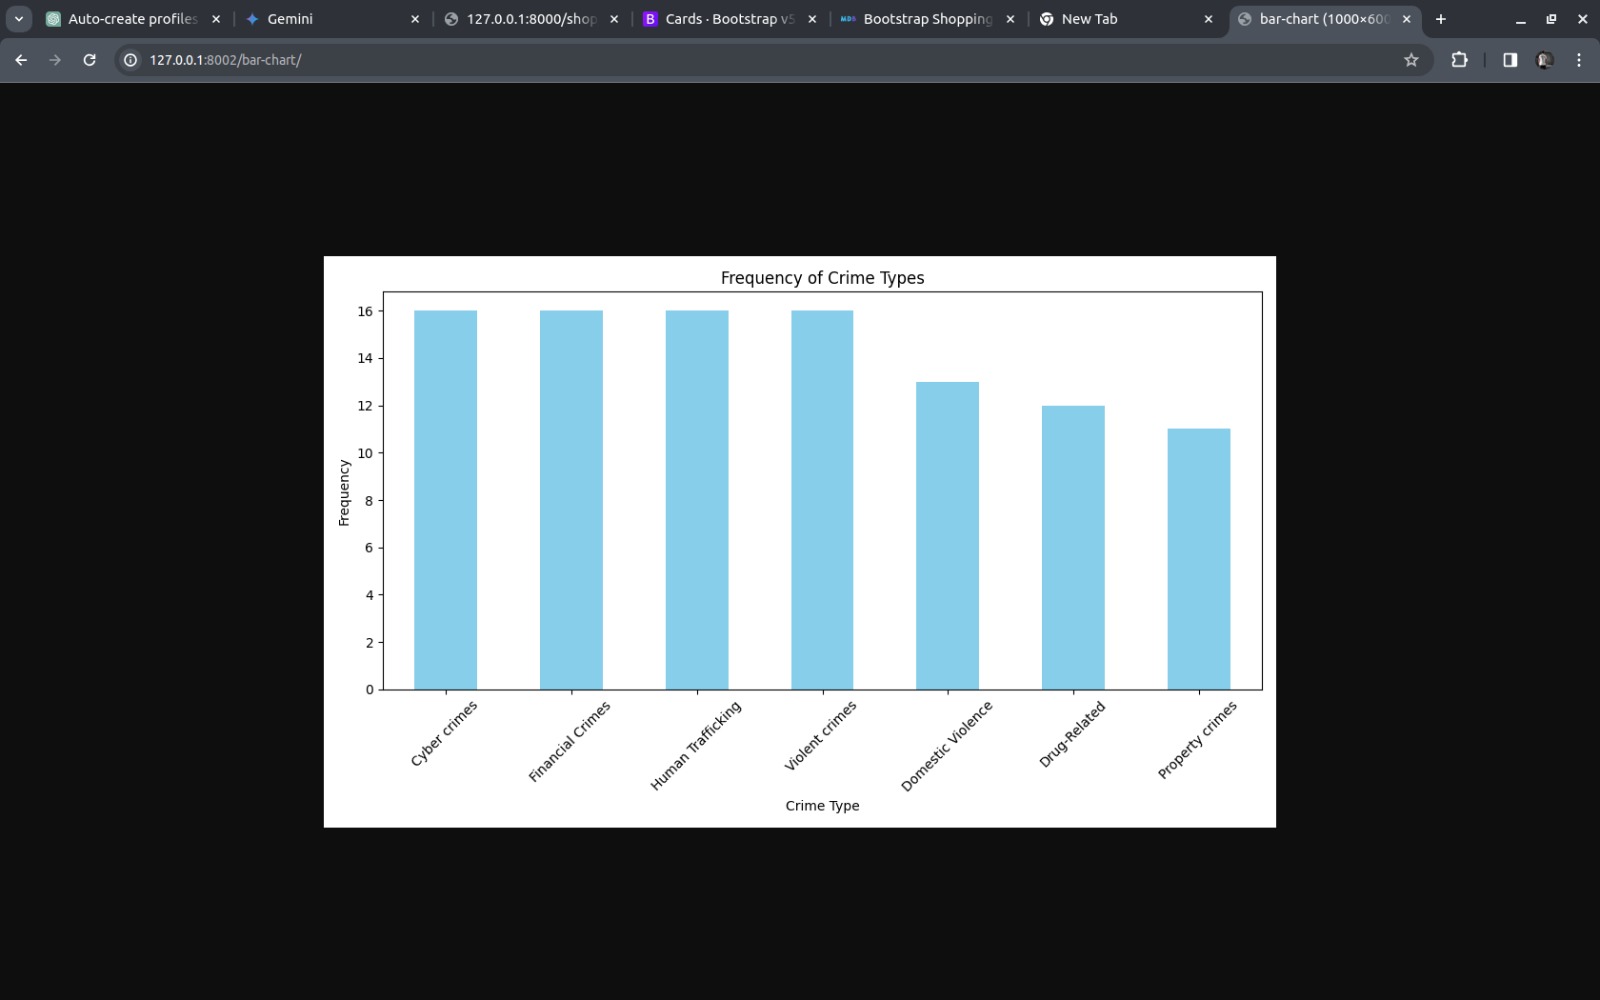 Auto-create profiles
Gemini
127.0.0.1:8000/shop
Cards · Bootstrap v5
Bootstrap Shopping
New Tab
bar-chart (1000×600
127.0.0.1:8002/bar-chart/
Frequency of Crime Types
16
14
12
10
8
6
4
2
0
Frequency
Cyber crimes
Financial Crimes
Human Trafficking
Violent crimes
Domestic Violence
Drug-Related
Property crimes
Crime Type